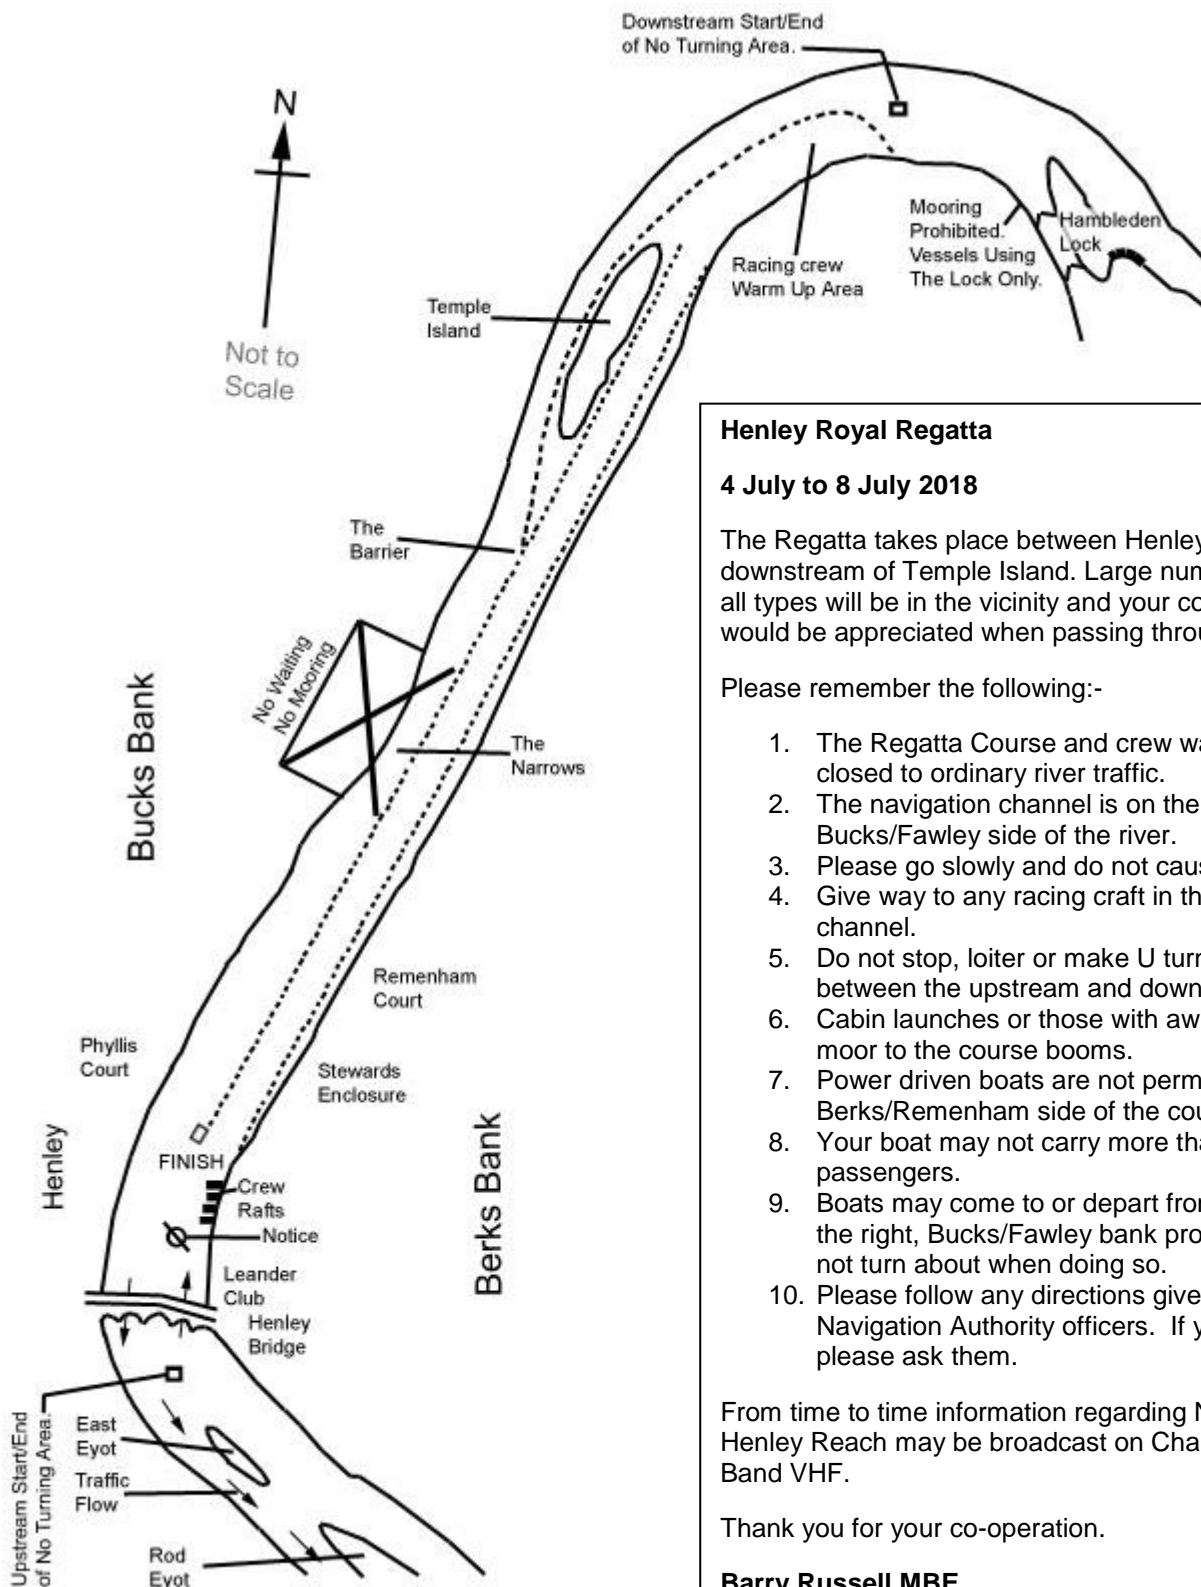 Downstream Start/End
of No Turning Area.
N
Not to
Scale
Temple
Island
Racing crew
Warm Up Area
Mooring
Prohibited.
Vessels Using
The Lock Only.
Hambleden
Lock
The
Barrier
No Waiting
No Mooring
The
Narrows
Bucks Bank
Remenham
Court
Phyllis
Court
Stewards
Enclosure
Henley
Berks Bank
FINISH
Crew
Rafts
Notice
Leander
Club
Henley
Bridge
Upstream Start/End
of No Turning Area.
East
Eyot
Traffic
Flow
Rod
Eyot
Henley Royal Regatta
4 July to 8 July 2018
The Regatta takes place between Henley
downstream of Temple Island. Large num
all types will be in the vicinity and your co
would be appreciated when passing throu
Please remember the following:-
1. The Regatta Course and crew wa
closed to ordinary river traffic.
2. The navigation channel is on the
Bucks/Fawley side of the river.
3. Please go slowly and do not caus
4. Give way to any racing craft in th
channel.
5. Do not stop, loiter or make U turn
between the upstream and down
6. Cabin launches or those with aw
moor to the course booms.
7. Power driven boats are not perm
Berks/Remenham side of the cou
8. Your boat may not carry more tha
passengers.
9. Boats may come to or depart from
the right, Bucks/Fawley bank pro
not turn about when doing so.
10. Please follow any directions give
Navigation Authority officers. If y
please ask them.
From time to time information regarding N
Henley Reach may be broadcast on Cha
Band VHF.
Thank you for your co-operation.
Barry Russell MBE